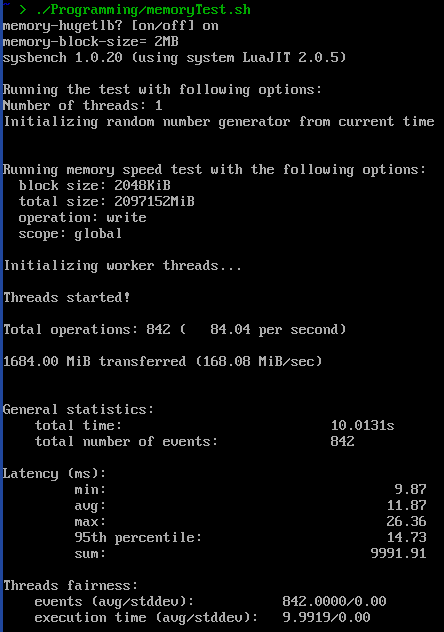 ~ > ./Programming/memoryTest.sh
memory-hugetlb? [on/off] on
memory-block-size= 2MB
sysbench 1.0.20 (using system LuaJIT 2.0.5)
Running the test with following options:
Number of threads: 1
Initializing random number generator from current time
Running memory speed test with the following options:
block size: 2048KiB
total size: 2097152MiB
operation: write
scope: global
Initializing worker threads...
Threads started!
Total operations: 842 (   84.04 per second)
1684.00 MiB transferred (168.08 MiB/sec)
General statistics:
total time: 10.0131s
total number of events: 842
Latency (ms):
min: 9.87
avg: 11.87
max: 26.36
95th percentile: 14.73
sum: 9991.91
Threads fairness:
events (avg/stddev): 842.0000/0.00
execution time (avg/stddev): 9.9919/0.00